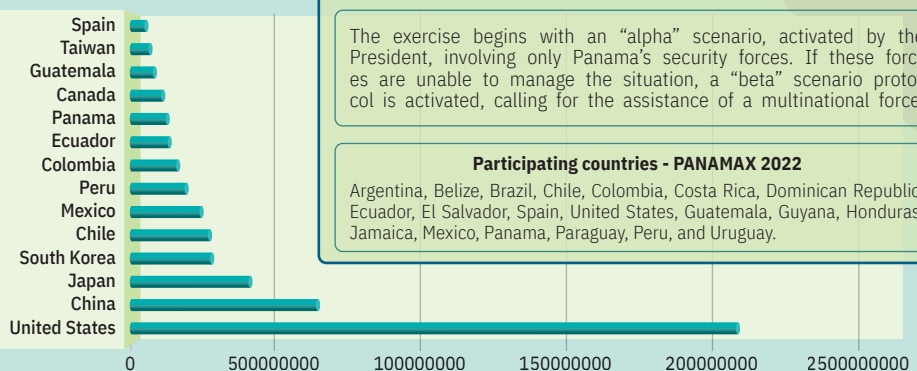 Spain
Taiwan
Guatemala
Canada
Panama
Ecuador
Colombia
Peru
Mexico
Chile
South Korea
Japan
China
United States
0 500000000 100000000 150000000 200000000 2500000000
The exercise begins with an “alpha” scenario, activated by the
President, involving only Panama’s security forces. If these forc
es are unable to manage the situation, a “beta” scenario proto
col is activated, calling for the assistance of a multinational force
Participating countries - PANAMAX 2022
Argentina, Belize, Brazil, Chile, Colombia, Costa Rica, Dominican Republic
Ecuador, El Salvador, Spain, United States, Guatemala, Guyana, Honduras
Jamaica, Mexico, Panama, Paraguay, Peru, and Uruguay.